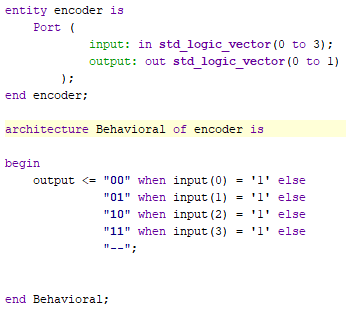 entity encoder is
Port (
input: in std_logic_vector(0 to 3);
output: out std_logic_vector(0 to 1)
);
end encoder;
architecture Behavioral of encoder is
begin
output <= "00" when input(0) = '1' else
"01" when input(1) = '1' else
"10" when input(2) = '1' else
"11" when input(3) = '1' else
"--";
end Behavioral;